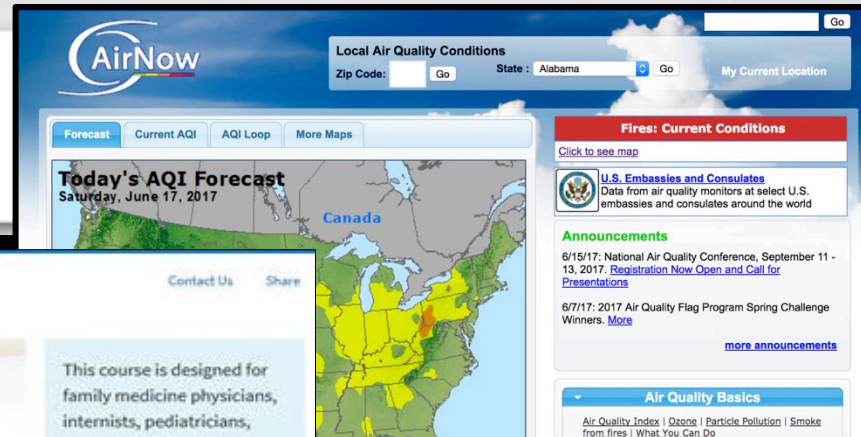 Go
AirNow
Local Air Quality Conditions
Zip Code: Go State : Alabama Go My Current Location
Forecast Current AQI AQI Loop More Maps
Today's AQI Forecast
Saturday, June 17, 2017
Canada
Fires: Current Conditions
Click to see map
U.S. Embassies and Consulates
Data from air quality monitors at select U.S.
embassies and consulates around the world
Announcements
6/15/17: National Air Quality Conference, September 11 -
13, 2017. Registration Now Open and Call for
Presentations
6/7/17: 2017 Air Quality Flag Program Spring Challenge
Winners. More
more announcements
Air Quality Basics
Air Quality Index | Ozone | Particle Pollution | Smoke
from fires | What You Can Do
Contact Us Share
This course is designed for
family medicine physicians,
internists, pediatricians,